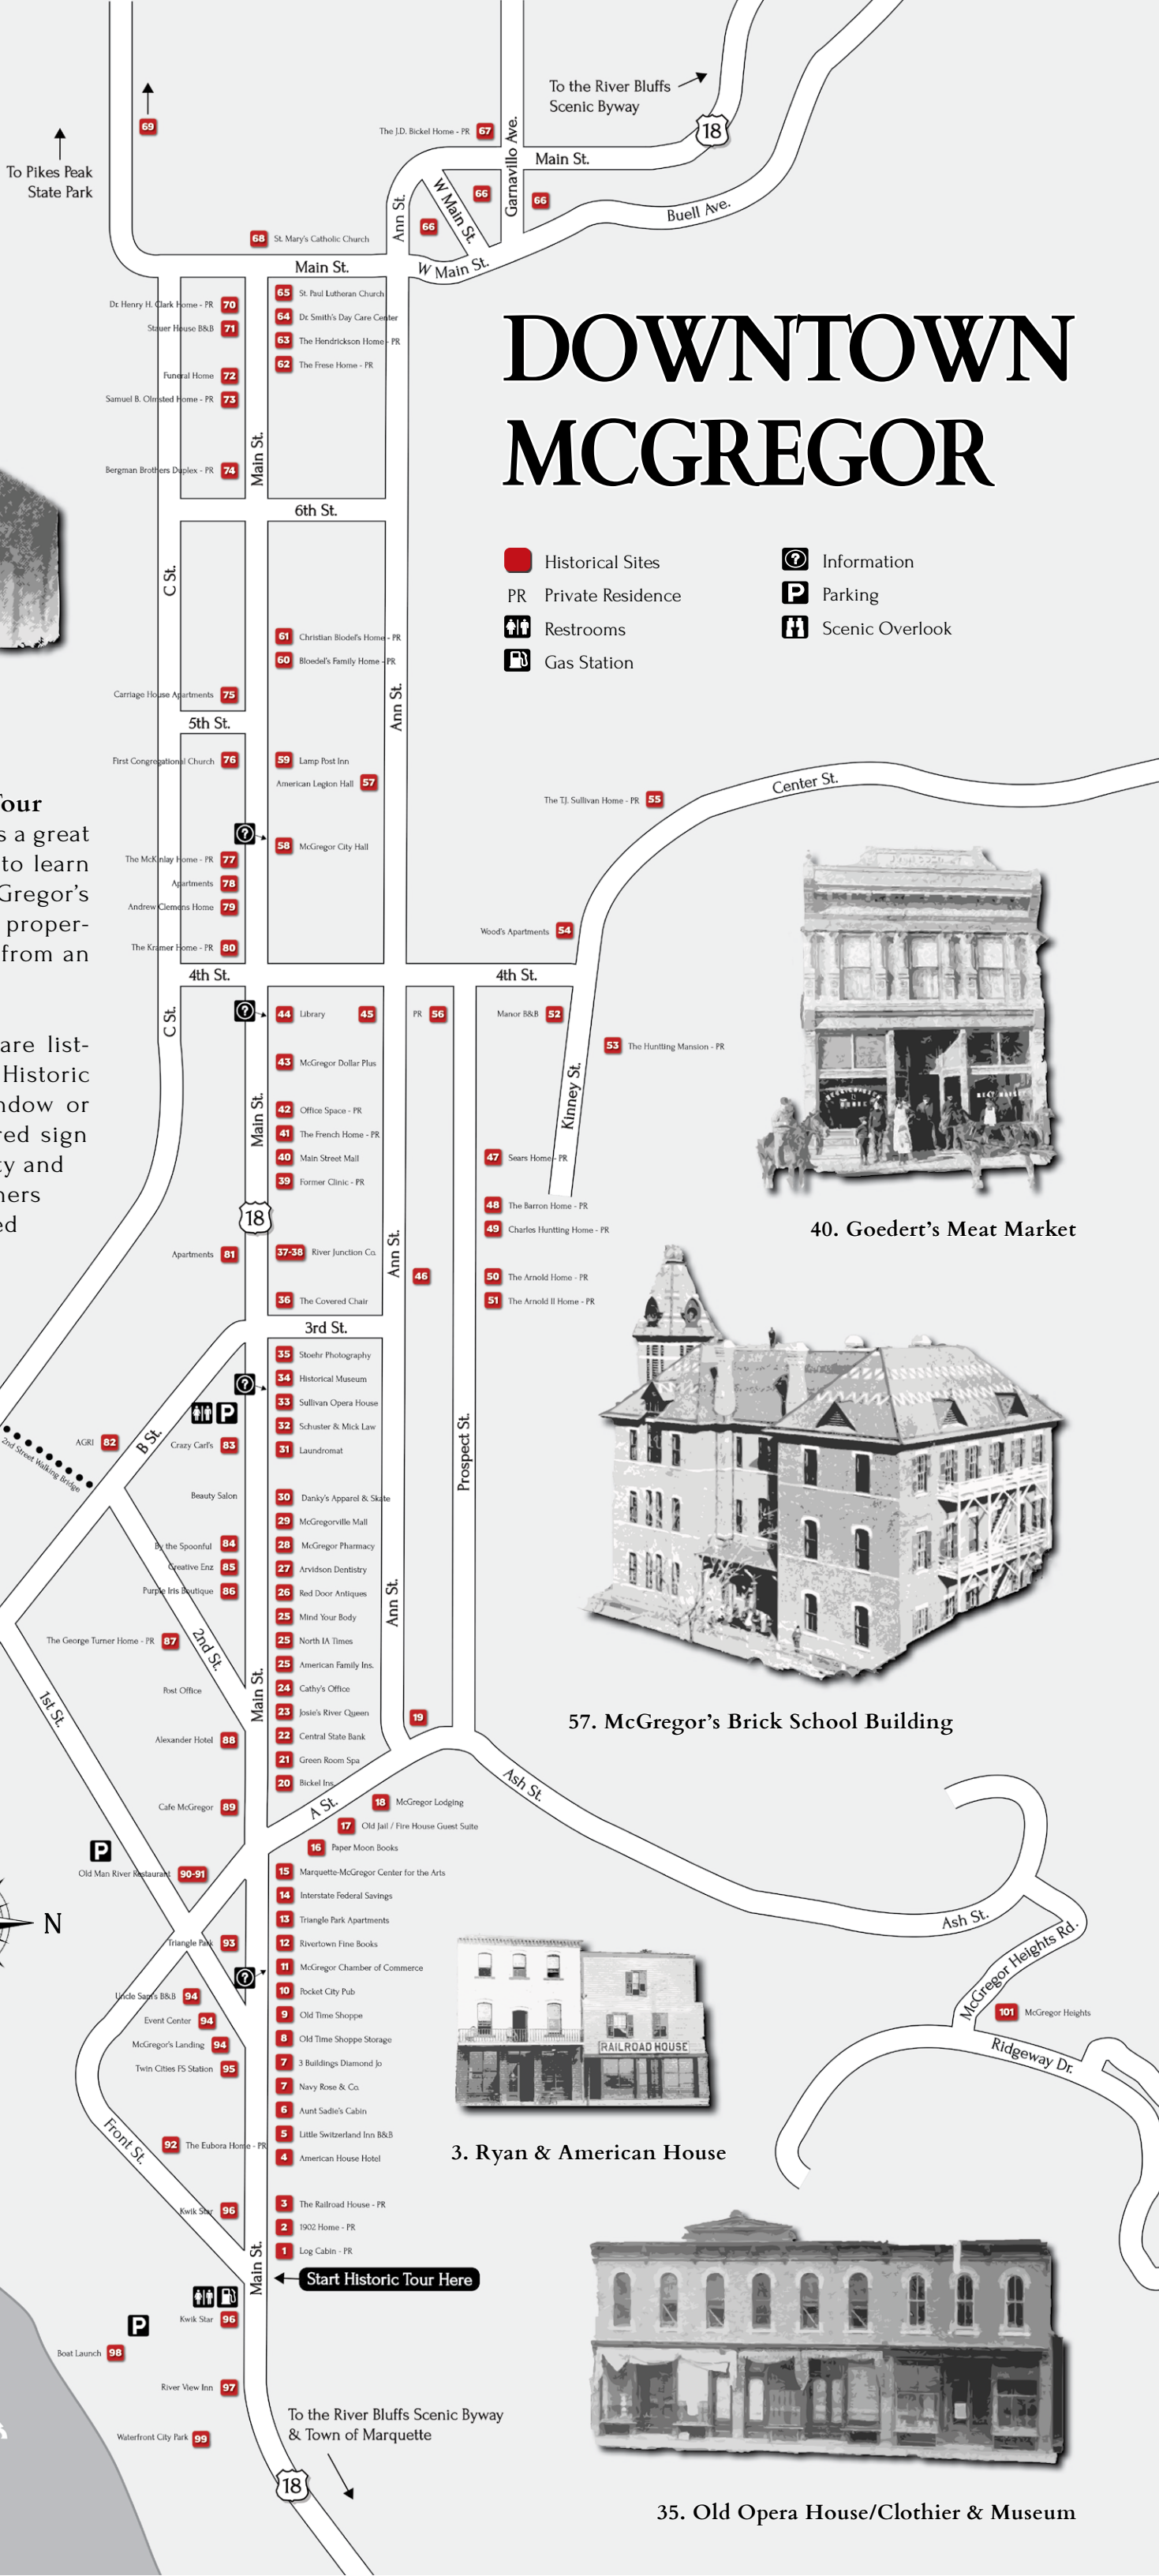 To the River Bluffs
Scenic Byway
18
69
The J.D. Bickel Home - PR 67
Garnavillo Ave.
Main St.
To Pikes Peak
State Park
W Main St.
66
66
66
Ann St.
Buell Ave.
68 St. Mary's Catholic Church
Main St.
W Main St.
65 St. Paul Lutheran Church
Dr. Henry H. Clark Home - PR 70
64 Dr. Smith's Day Care Center
Stauer House B&B 71
63 The Hendrickson Home - PR
62 The Frese Home - PR
Funeral Home 72
Samuel B. Olmsted Home - PR 73
Main St.
Bergman Brothers Duplex - PR 74
6th St.
DOWNTOWN
MCGREGOR
Historical Sites
PR Private Residence
Restrooms
Gas Station
? Information
P Parking
Scenic Overlook
C St.
61 Christian Blodel's Home - PR
60 Bloedel's Family Home - PR
Ann St.
Carriage House Apartments 75
5th St.
First Congregational Church 76
59 Lamp Post Inn
American Legion Hall 57
Center St.
The T.J. Sullivan Home - PR 55
Tour
s a great
to learn
Gregor's
proper-
from an
?
58 McGregor City Hall
The McKinlay Home - PR 77
Apartments 78
Andrew Clemens Home 79
Wood's Apartments 54
The Kramer Home - PR 80
4th St.
4th St.
C St.
?
44 Library
45
PR 56
Manor B&B 52
are list-
Historic
ndow or
red sign
ty and
ners
ed
53 The Huntting Mansion - PR
43 McGregor Dollar Plus
Main St.
Kinney St.
42 Office Space - PR
41 The French Home - PR
40 Main Street Mall
39 Former Clinic - PR
47 Sears Home - PR
48 The Barron Home - PR
49 Charles Huntting Home - PR
18
40. Goedert's Meat Market
Apartments 81
37-38 River Junction Co.
Ann St.
46
50 The Arnold Home - PR
51 The Arnold II Home - PR
36 The Covered Chair
3rd St.
35 Stoehr Photography
34 Historical Museum
?
33 Sullivan Opera House
P
32 Schuster & Mick Law
31 Laundromat
B St.
AGRI 82
Crazy Carl's 83
2nd Street Walking Bridge
Prospect St.
Beauty Salon
30 Danky's Apparel & Skate
29 McGregorville Mall
28 McGregor Pharmacy
By the Spoonful 84
27 Arvidson Dentistry
Creative Enz 85
26 Red Door Antiques
Purple Iris Boutique 86
25 Mind Your Body
Ann St.
25 North IA Times
The George Turner Home - PR 87
2nd St.
25 American Family Ins.
24 Cathy's Office
Post Office
Main St.
1st St.
23 Josie's River Queen
19
57. McGregor's Brick School Building
22 Central State Bank
Alexander Hotel 88
21 Green Room Spa
20 Bickel Ins.
Ash St.
A St.
18 McGregor Lodging
Cafe McGregor 89
17 Old Jail / Fire House Guest Suite
16 Paper Moon Books
P
Old Man River Restaurant 90-91
15 Marquette-McGregor Center for the Arts
14 Interstate Federal Savings
13 Triangle Park Apartments
N
Ash St.
McGregor Heights Rd.
Triangle Park 93
12 Rivertown Fine Books
?
11 McGregor Chamber of Commerce
10 Pocket City Pub
Uncle Sam's B&B 94
9 Old Time Shoppe
101 McGregor Heights
Event Center 94
8 Old Time Shoppe Storage
McGregor's Landing 94
RAILROAD HOUSE
Ridgeway Dr.
Twin Cities FS Station 95
7 3 Buildings Diamond Jo
7 Navy Rose & Co.
6 Aunt Sadie's Cabin
5 Little Switzerland Inn B&B
Front St.
92 The Eubora Home - PR
4 American House Hotel
3. Ryan & American House
3 The Railroad House - PR
Kwik Star 96
2 1902 Home - PR
1 Log Cabin - PR
Main St.
Start Historic Tour Here
Kwik Star 96
P
Boat Launch 98
River View Inn 97
To the River Bluffs Scenic Byway
& Town of Marquette
Waterfront City Park 99
18
35. Old Opera House/Clothier & Museum